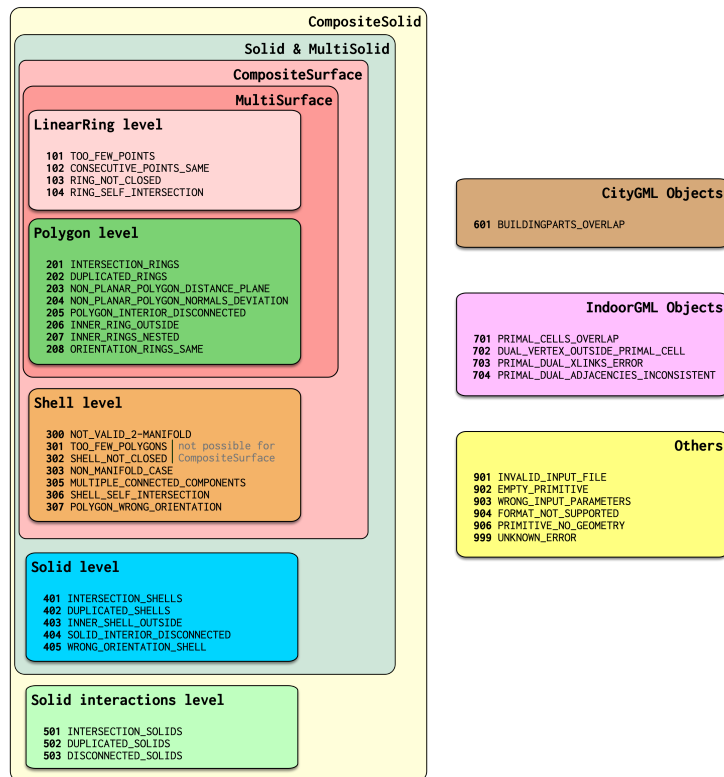 CompositeSolid
Solid & MultiSolid
CompositeSurface
MultiSurface
LinearRing level
101 TOO_FEW_POINTS
102 CONSECUTIVE_POINTS_SAME
103 RING_NOT_CLOSED
104 RING_SELF_INTERSECTION
Polygon level
201 INTERSECTION_RINGS
202 DUPLICATED_RINGS
203 NON_PLANAR_POLYGON_DISTANCE_PLANE
204 NON_PLANAR_POLYGON_NORMALS_DEVIATION
205 POLYGON_INTERIOR_DISCONNECTED
206 INNER_RING_OUTSIDE
207 INNER_RINGS_NESTED
208 ORIENTATION_RINGS_SAME
Shell level
300 NOT_VALID_2-MANIFOLD
301 TOO_FEW_POLYGONS not possible for
302 SHELL_NOT_CLOSED CompositeSurface
303 NON_MANIFOLD_CASE
305 MULTIPLE_CONNECTED_COMPONENTS
306 SHELL_SELF_INTERSECTION
307 POLYGON_WRONG_ORIENTATION
Solid level
401 INTERSECTION_SHELLS
402 DUPLICATED_SHELLS
403 INNER_SHELL_OUTSIDE
404 SOLID_INTERIOR_DISCONNECTED
405 WRONG_ORIENTATION_SHELL
Solid interactions level
501 INTERSECTION_SOLIDS
502 DUPLICATED_SOLIDS
503 DISCONNECTED_SOLIDS
CityGML Objects
601 BUILDINGPARTS_OVERLAP
IndoorGML Objects
701 PRIMAL_CELLS_OVERLAP
702 DUAL_VERTEX_OUTSIDE_PRIMAL_CELL
703 PRIMAL_DUAL_XLINKS_ERROR
704 PRIMAL_DUAL_ADJACENCIES_INCONSISTENT
Others
901 INVALID_INPUT_FILE
902 EMPTY_PRIMITIVE
903 WRONG_INPUT_PARAMETERS
904 FORMAT_NOT_SUPPORTED
906 PRIMITIVE_NO_GEOMETRY
999 UNKNOWN_ERROR